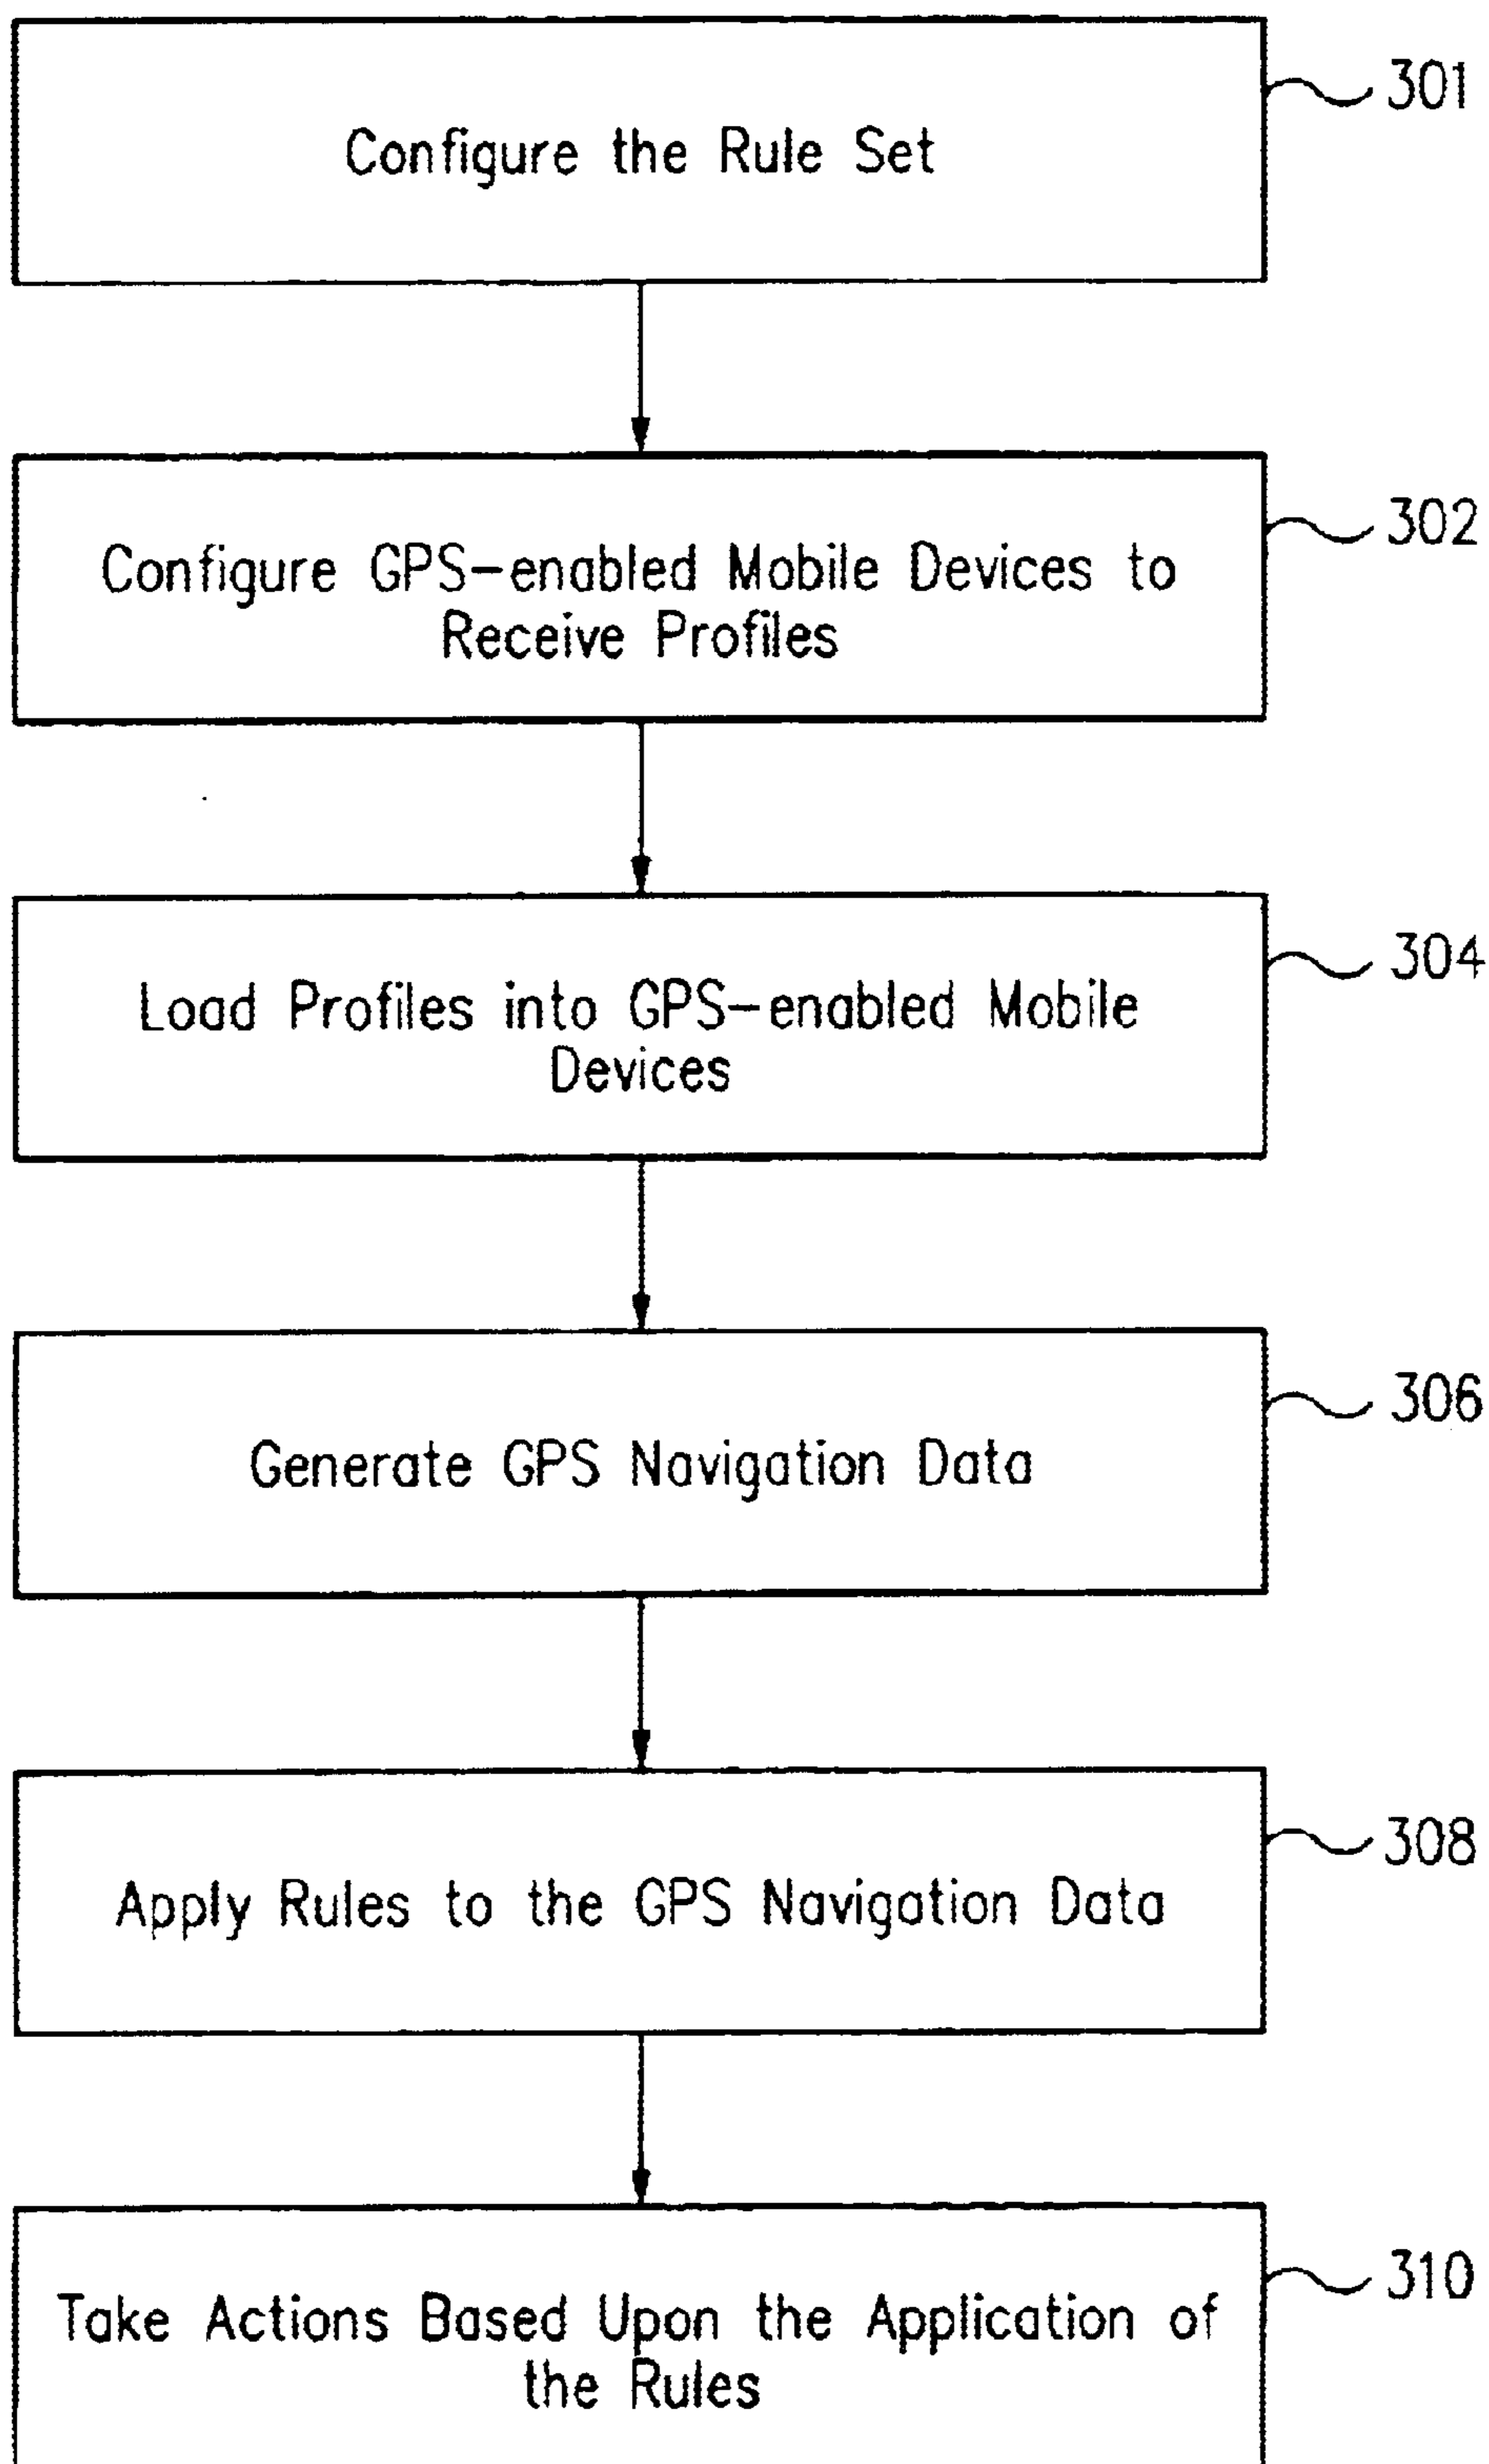 Configure the Rule Set
301
Configure GPS-enabled Mobile Devices to
Receive Profiles
302
Load Profiles into GPS-enabled Mobile
Devices
304
Generate GPS Navigation Data
306
Apply Rules to the GPS Navigation Data
308
Take Actions Based Upon the Application of
the Rules
310